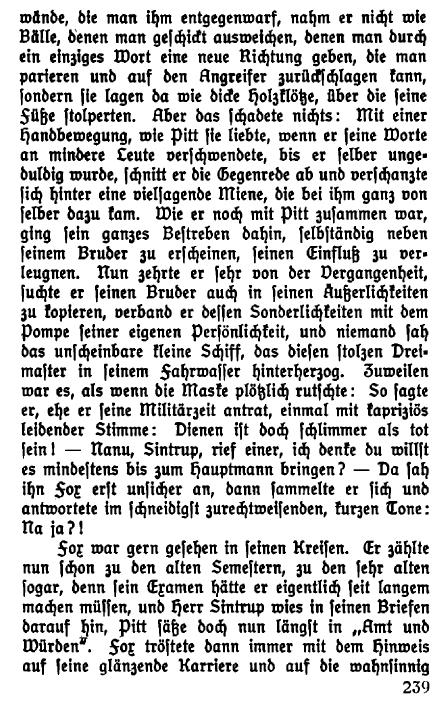 wände, die man ihm entgegenwarf, nahm er nicht wie
Bälle, denen man geschickt ausweichen, denen man durch
ein einziges Wort eine neue Richtung geben, die man
parieren und auf den Angreifer zurückschlagen kann,
sondern sie lagen da wie dicke Holzklötze, über die seine
Füße stolperten. Aber das schadete nichts: Mit einer
Handbewegung, wie Pitt sie liebte, wenn er seine Worte
an mindere Leute verschwendete, bis er selber unge-
duldig wurde, schnitt er die Gegenrede ab und verschanzte
sich hinter eine vielsagende Miene, die bei ihm ganz von
selber dazu kam. Wie er noch mit Pitt zusammen war,
ging sein ganzes Bestreben dahin, selbständig neben
seinem Bruder zu erscheinen, seinen Einfluß zu ver-
leugnen. Nun zehrte er sehr von der Vergangenheit,
suchte er seinen Bruder auch in seinen Äußerlichkeiten
zu kopieren, verband er dessen Sonderlichkeiten mit dem
Pompe seiner eigenen Persönlichkeit, und niemand sah
das unscheinbare kleine Schiff, das diesen stolzen Drei-
master in seinem Fahrwasser hinterherzog. Zuweilen
war es, als wenn die Maske plötzlich rutschte: So sagte
er, ehe er seine Militärzeit antrat, einmal mit kapriziös
leidender Stimme: Dienen ist doch schlimmer als tot
sein! — Nanu, Sintrup, rief einer, ich denke du willst
es mindestens bis zum Hauptmann bringen? — Da sah
ihn Fox erst unsicher an, dann sammelte er sich und
antwortete im schneidigst zurechtweisenden, kurzen Tone:
Na ja?!
Fox war gern gesehen in seinen Kreisen. Er zählte
nun schon zu den alten Semestern, zu den sehr alten
sogar, denn sein Examen hätte er eigentlich seit langem
machen müssen, und Herr Sintrup wies in seinen Briefen
darauf hin, Pitt säße doch nun längst in „Amt und
Würden“. Fox tröstete dann immer mit dem Hinweis
auf seine glänzende Karriere und auf die wahnsinnig
239